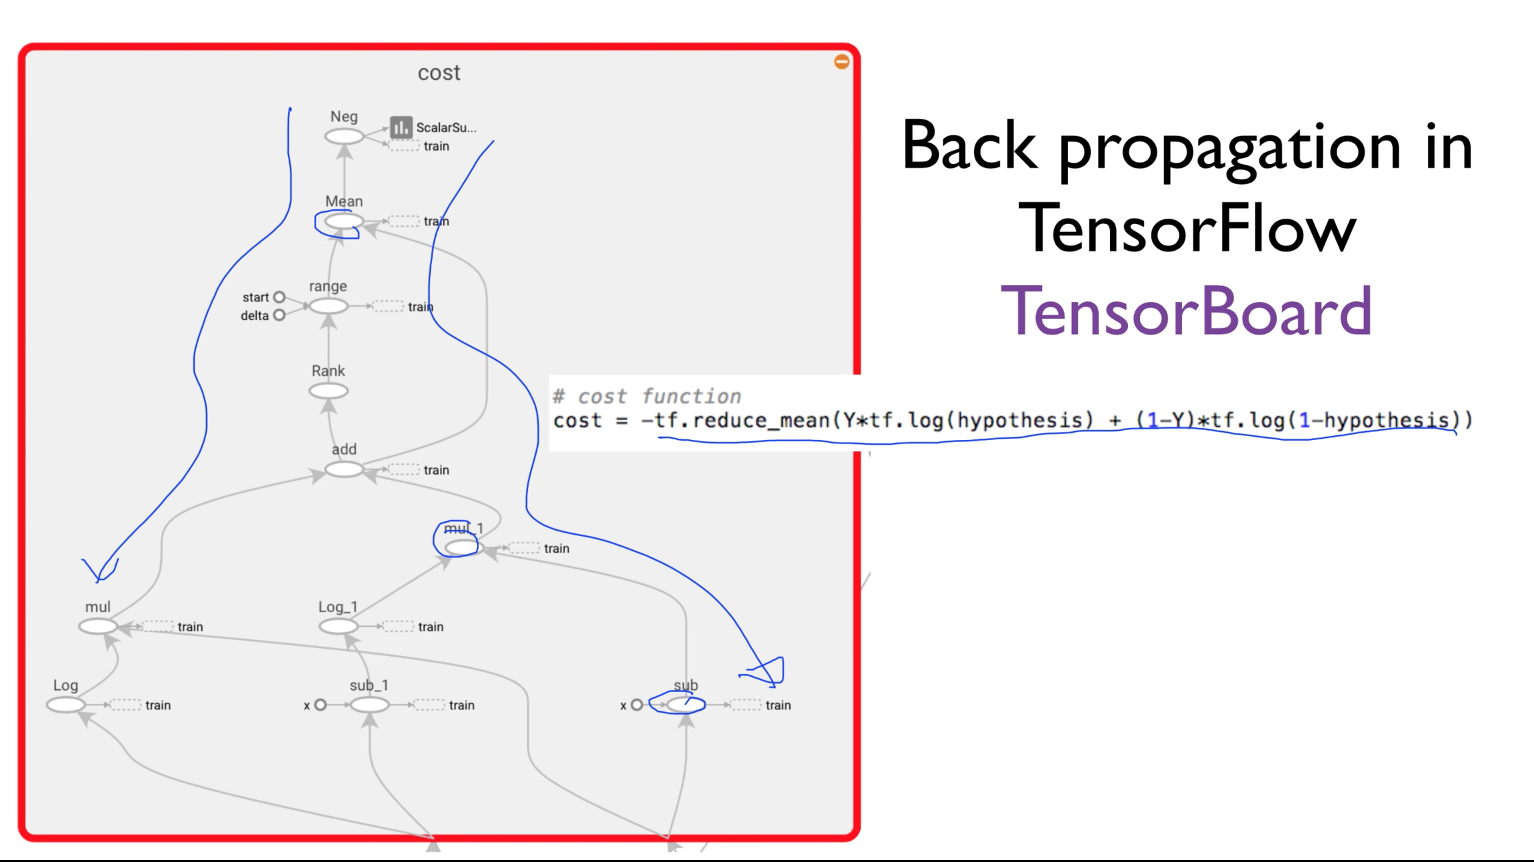 cost
Neg
ScalarSu...
train
Mean
train
range
start
delta
train
Rank
add
train
mul_1
train
mul
train
Log_1
train
Log
train
sub_1
x
train
sub
x
train
Back propagation in
TensorFlow
TensorBoard
# cost function
cost = -tf.reduce_mean(Y*tf.log(hypothesis) + (1-Y)*tf.log(1-hypothesis))